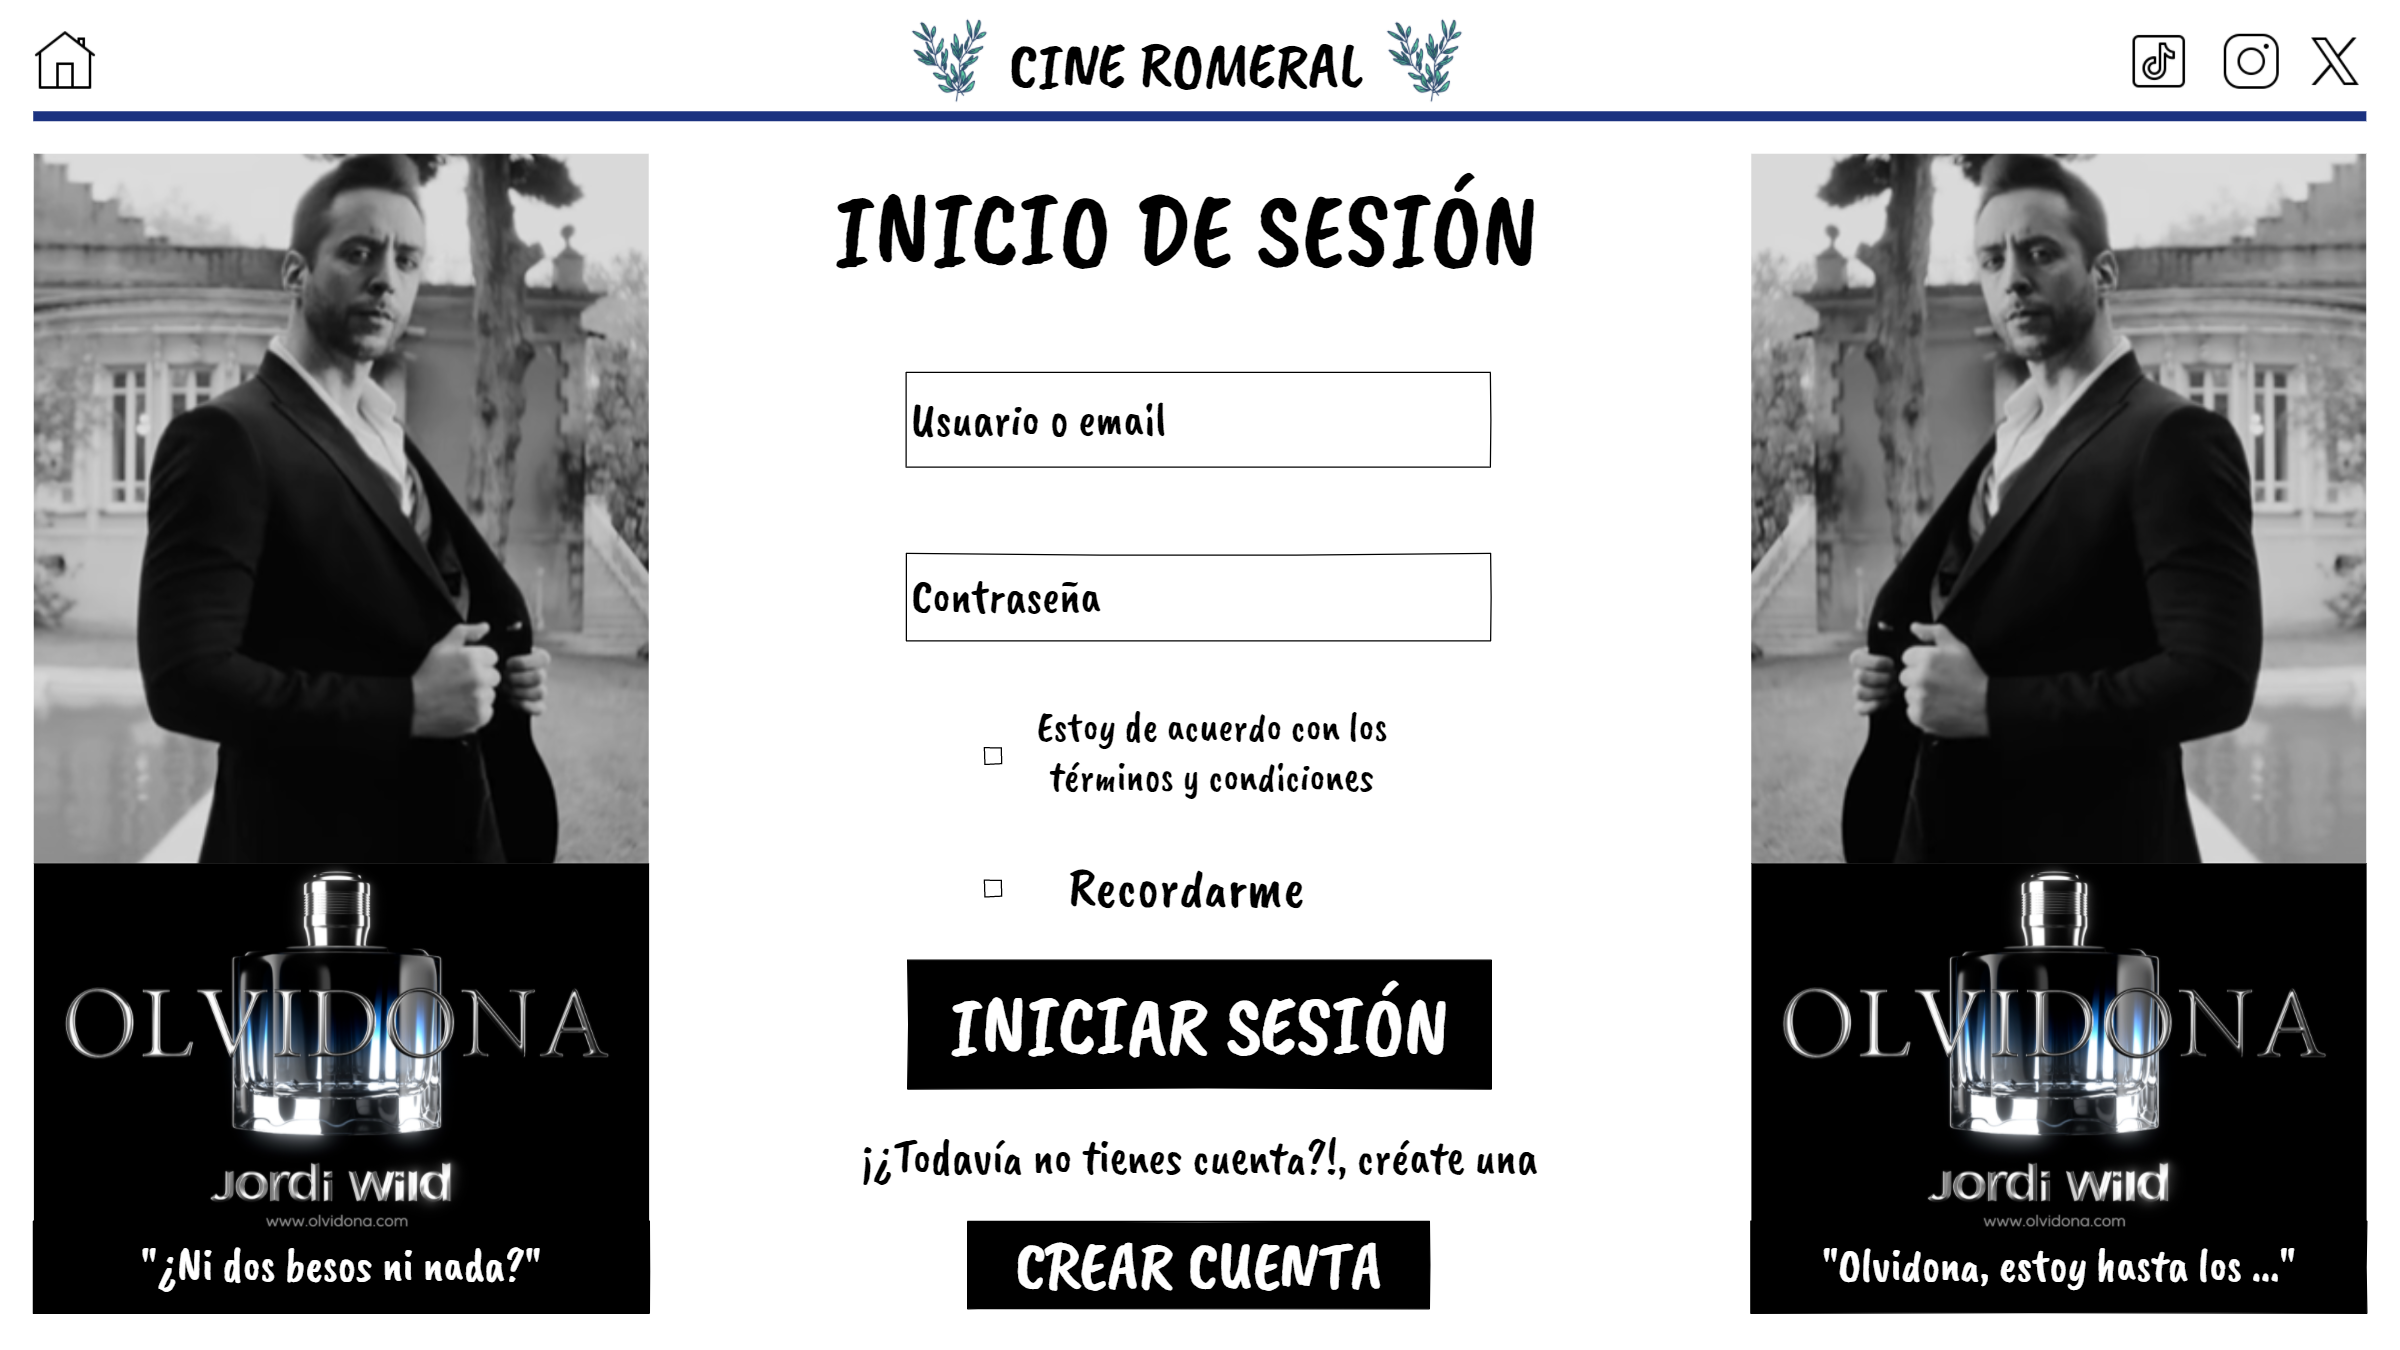 CINE ROMERAL
INICIO DE SESIÓN
Usuario o email
Contraseña
Estoy de acuerdo con los
términos y condiciones
Recordarme
INICIAR SESIÓN
¡¿Todavía no tienes cuenta?!, créate una
CREAR CUENTA
OLVIDONA
Jordi Wild
www.olvidona.com
"¿Ni dos besos ni nada?"
OLVIDONA
Jordi Wild
www.olvidona.com
"Olvidona, estoy hasta los ..."